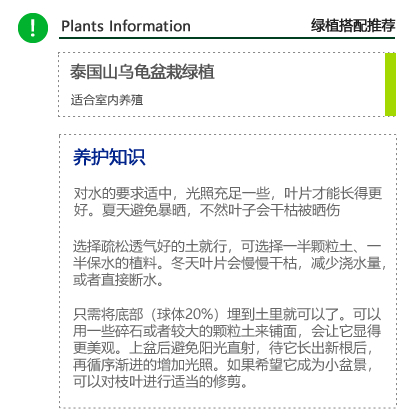 ! Plants Information 绿植搭配推荐
泰国山乌龟盆栽绿植
适合室内养殖
养护知识
对水的要求适中，光照充足一些，叶片才能长得更
好。夏天避免暴晒，不然叶子会干枯被晒伤
选择疏松透气好的土就行，可选择一半颗粒土、一
半保水的植料。冬天叶片会慢慢干枯，减少浇水量，
或者直接断水。
只需将底部（球体20%）埋到土里就可以了。可以
用一些碎石或者较大的颗粒土来铺面，会让它显得
更美观。上盆后避免阳光直射，待它长出新根后，
再循序渐进的增加光照。如果希望它成为小盆景，
可以对枝叶进行适当的修剪。